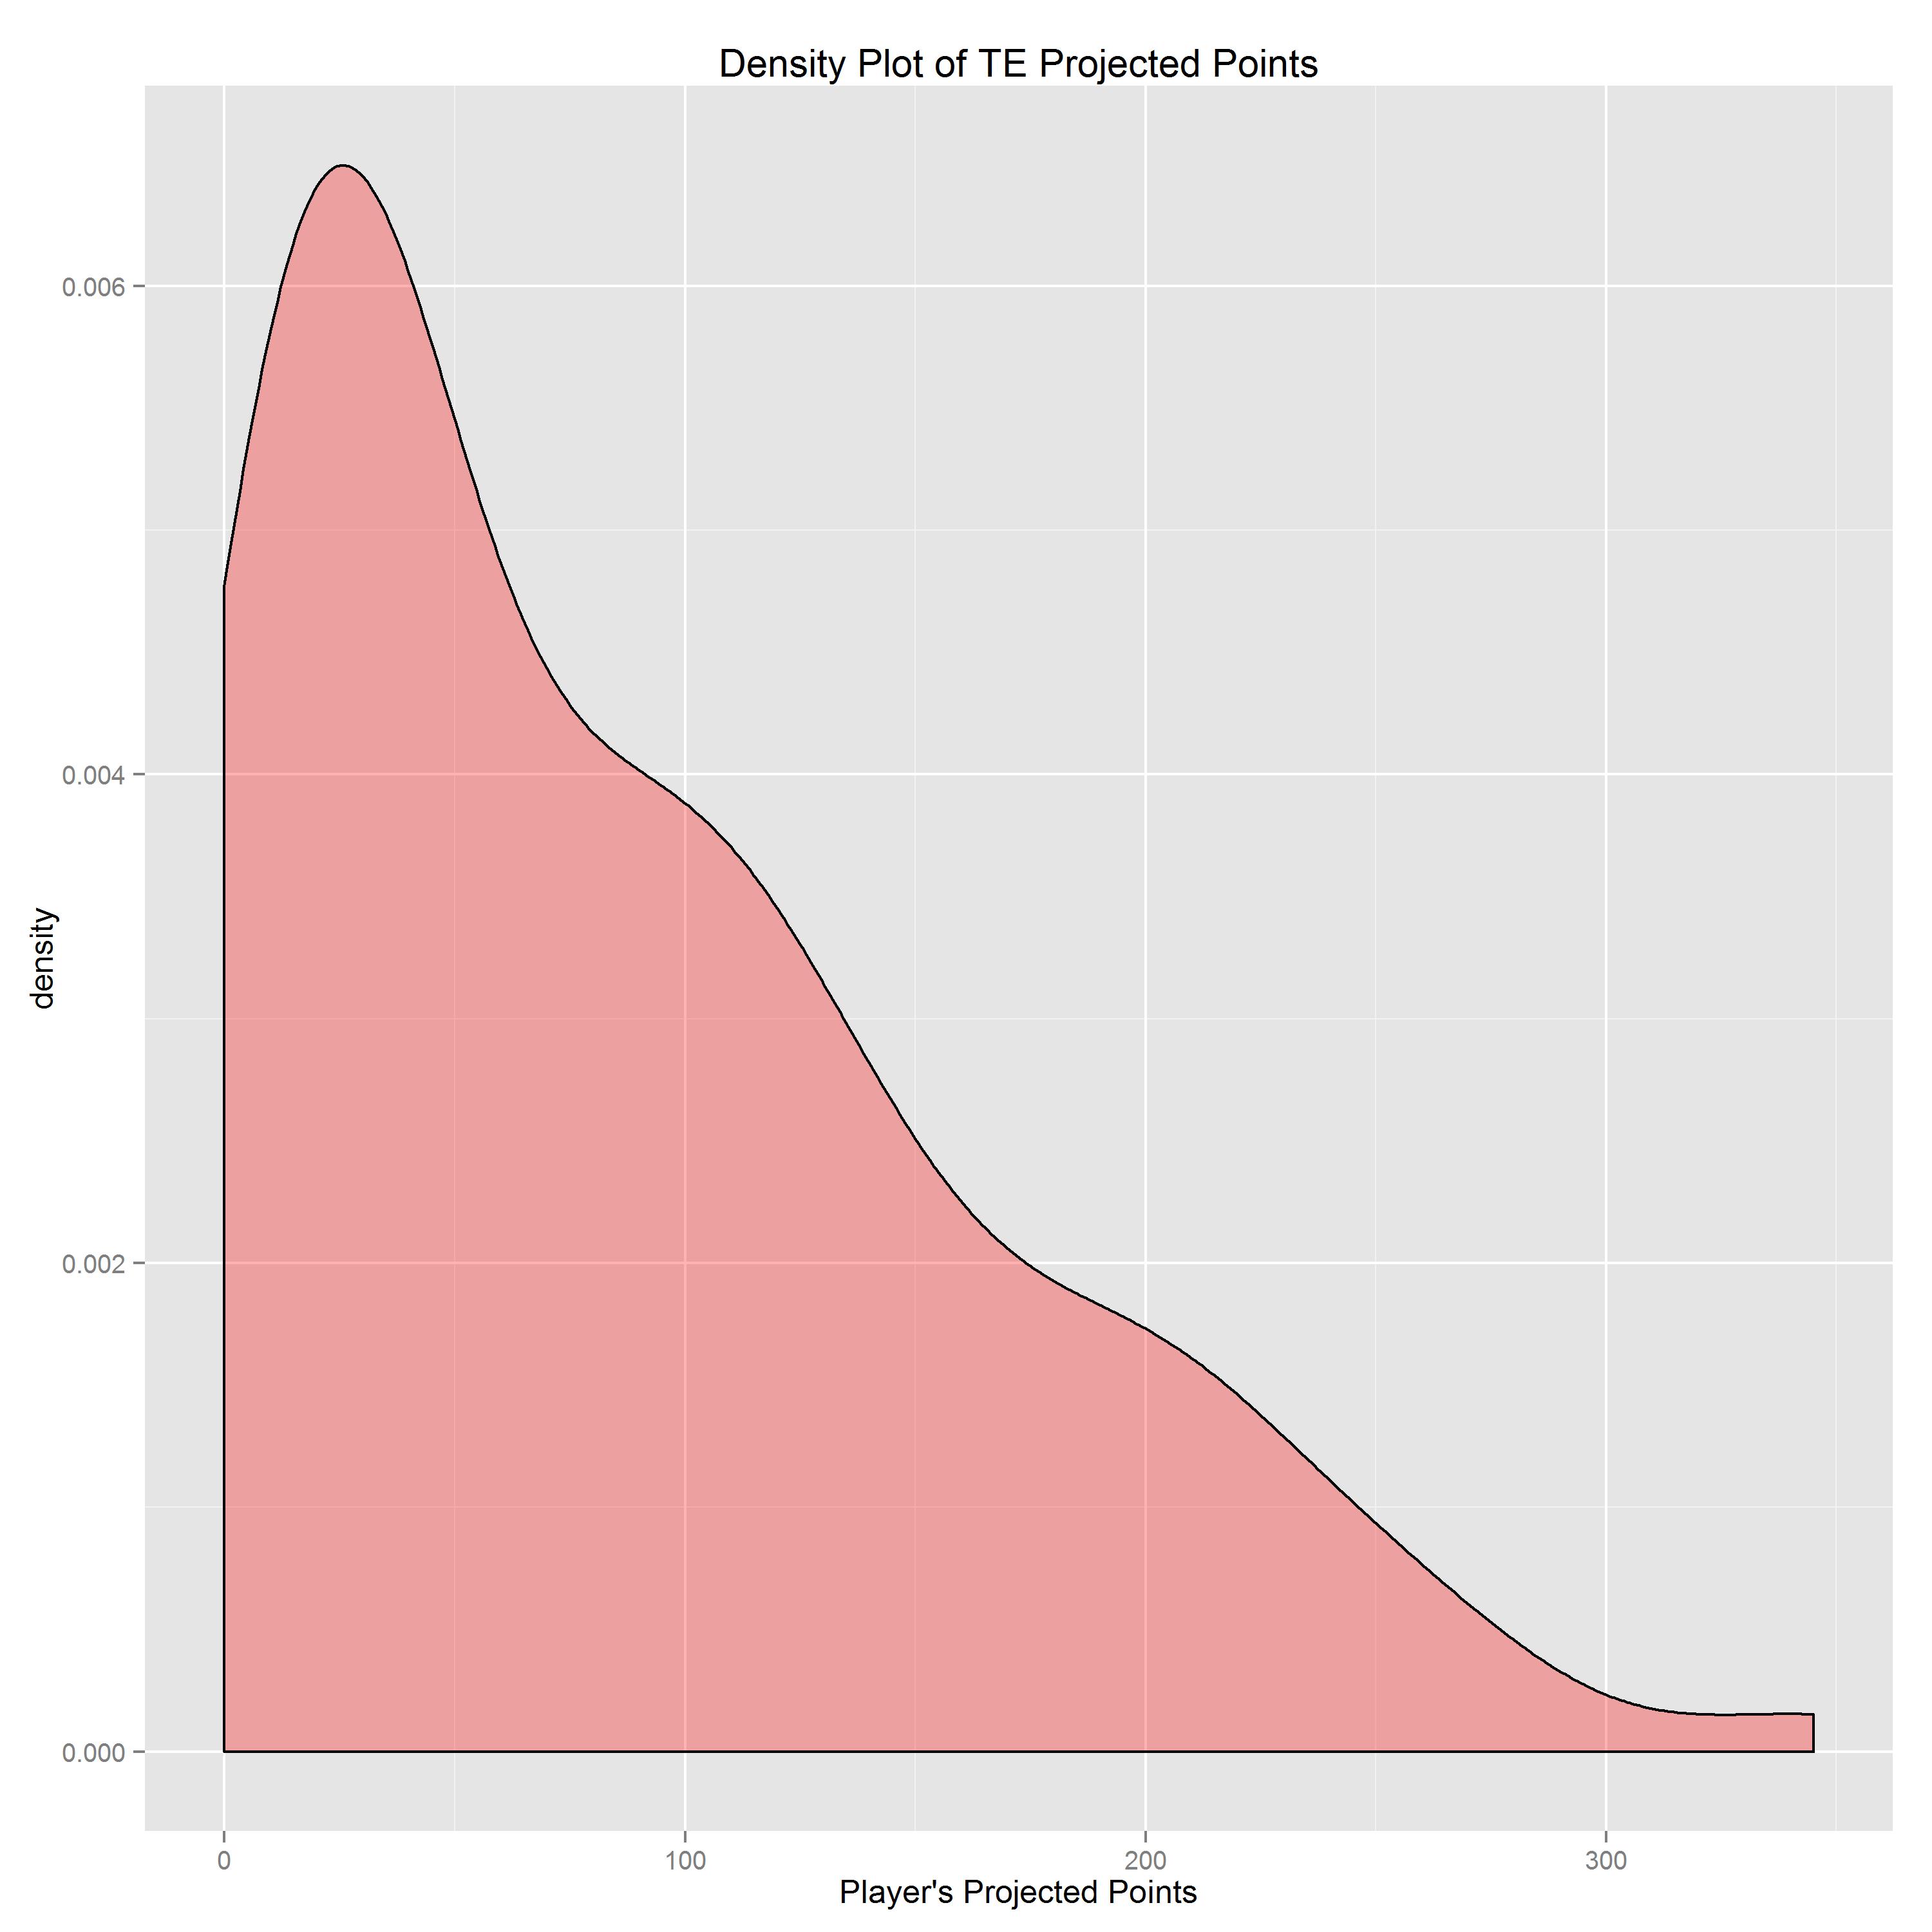 Density Plot of TE Projected Points
density
0.006
0.004
0.002
0.000
0 100 200 300
Player's Projected Points